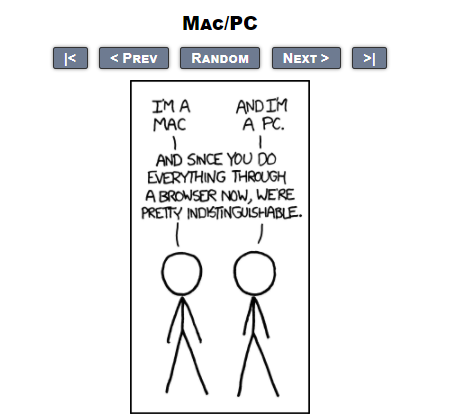 Mac/PC
|<
< Prev
Random
Next >
>|
I'M A
MAC
AND I'M
A PC.
AND SINCE YOU DO
EVERYTHING THROUGH
A BROWSER NOW, WE'RE
PRETTY INDISTINGUISHABLE.